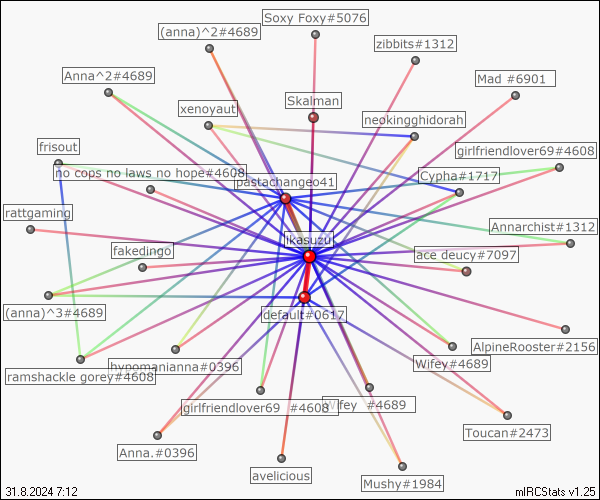 Soxy Foxy#5076
(anna)^2#4689
zibbits#1312
Anna^2#4689
Mad #6901
Skalman
xenoyaut
neokingghidorah
frisout
girlfriendlover69#4608
no cops no laws no hope#4608
Cypha#1717
pastachangeo41
rattgaming
Annarchist#1312
likasuzu
fakeding0
ace deucy#7097
(anna)^3#4689
default#0617
AlpineRooster#2156
hypomanianna#0396
Wifey#4689
ramshackle gorey#4608
girlfriendlover69 #4608
Wifey #4689
Toucan#2473
Anna.#0396
avelicious
Mushy#1984
31.8.2024 7:12
mIRCStats v1.25